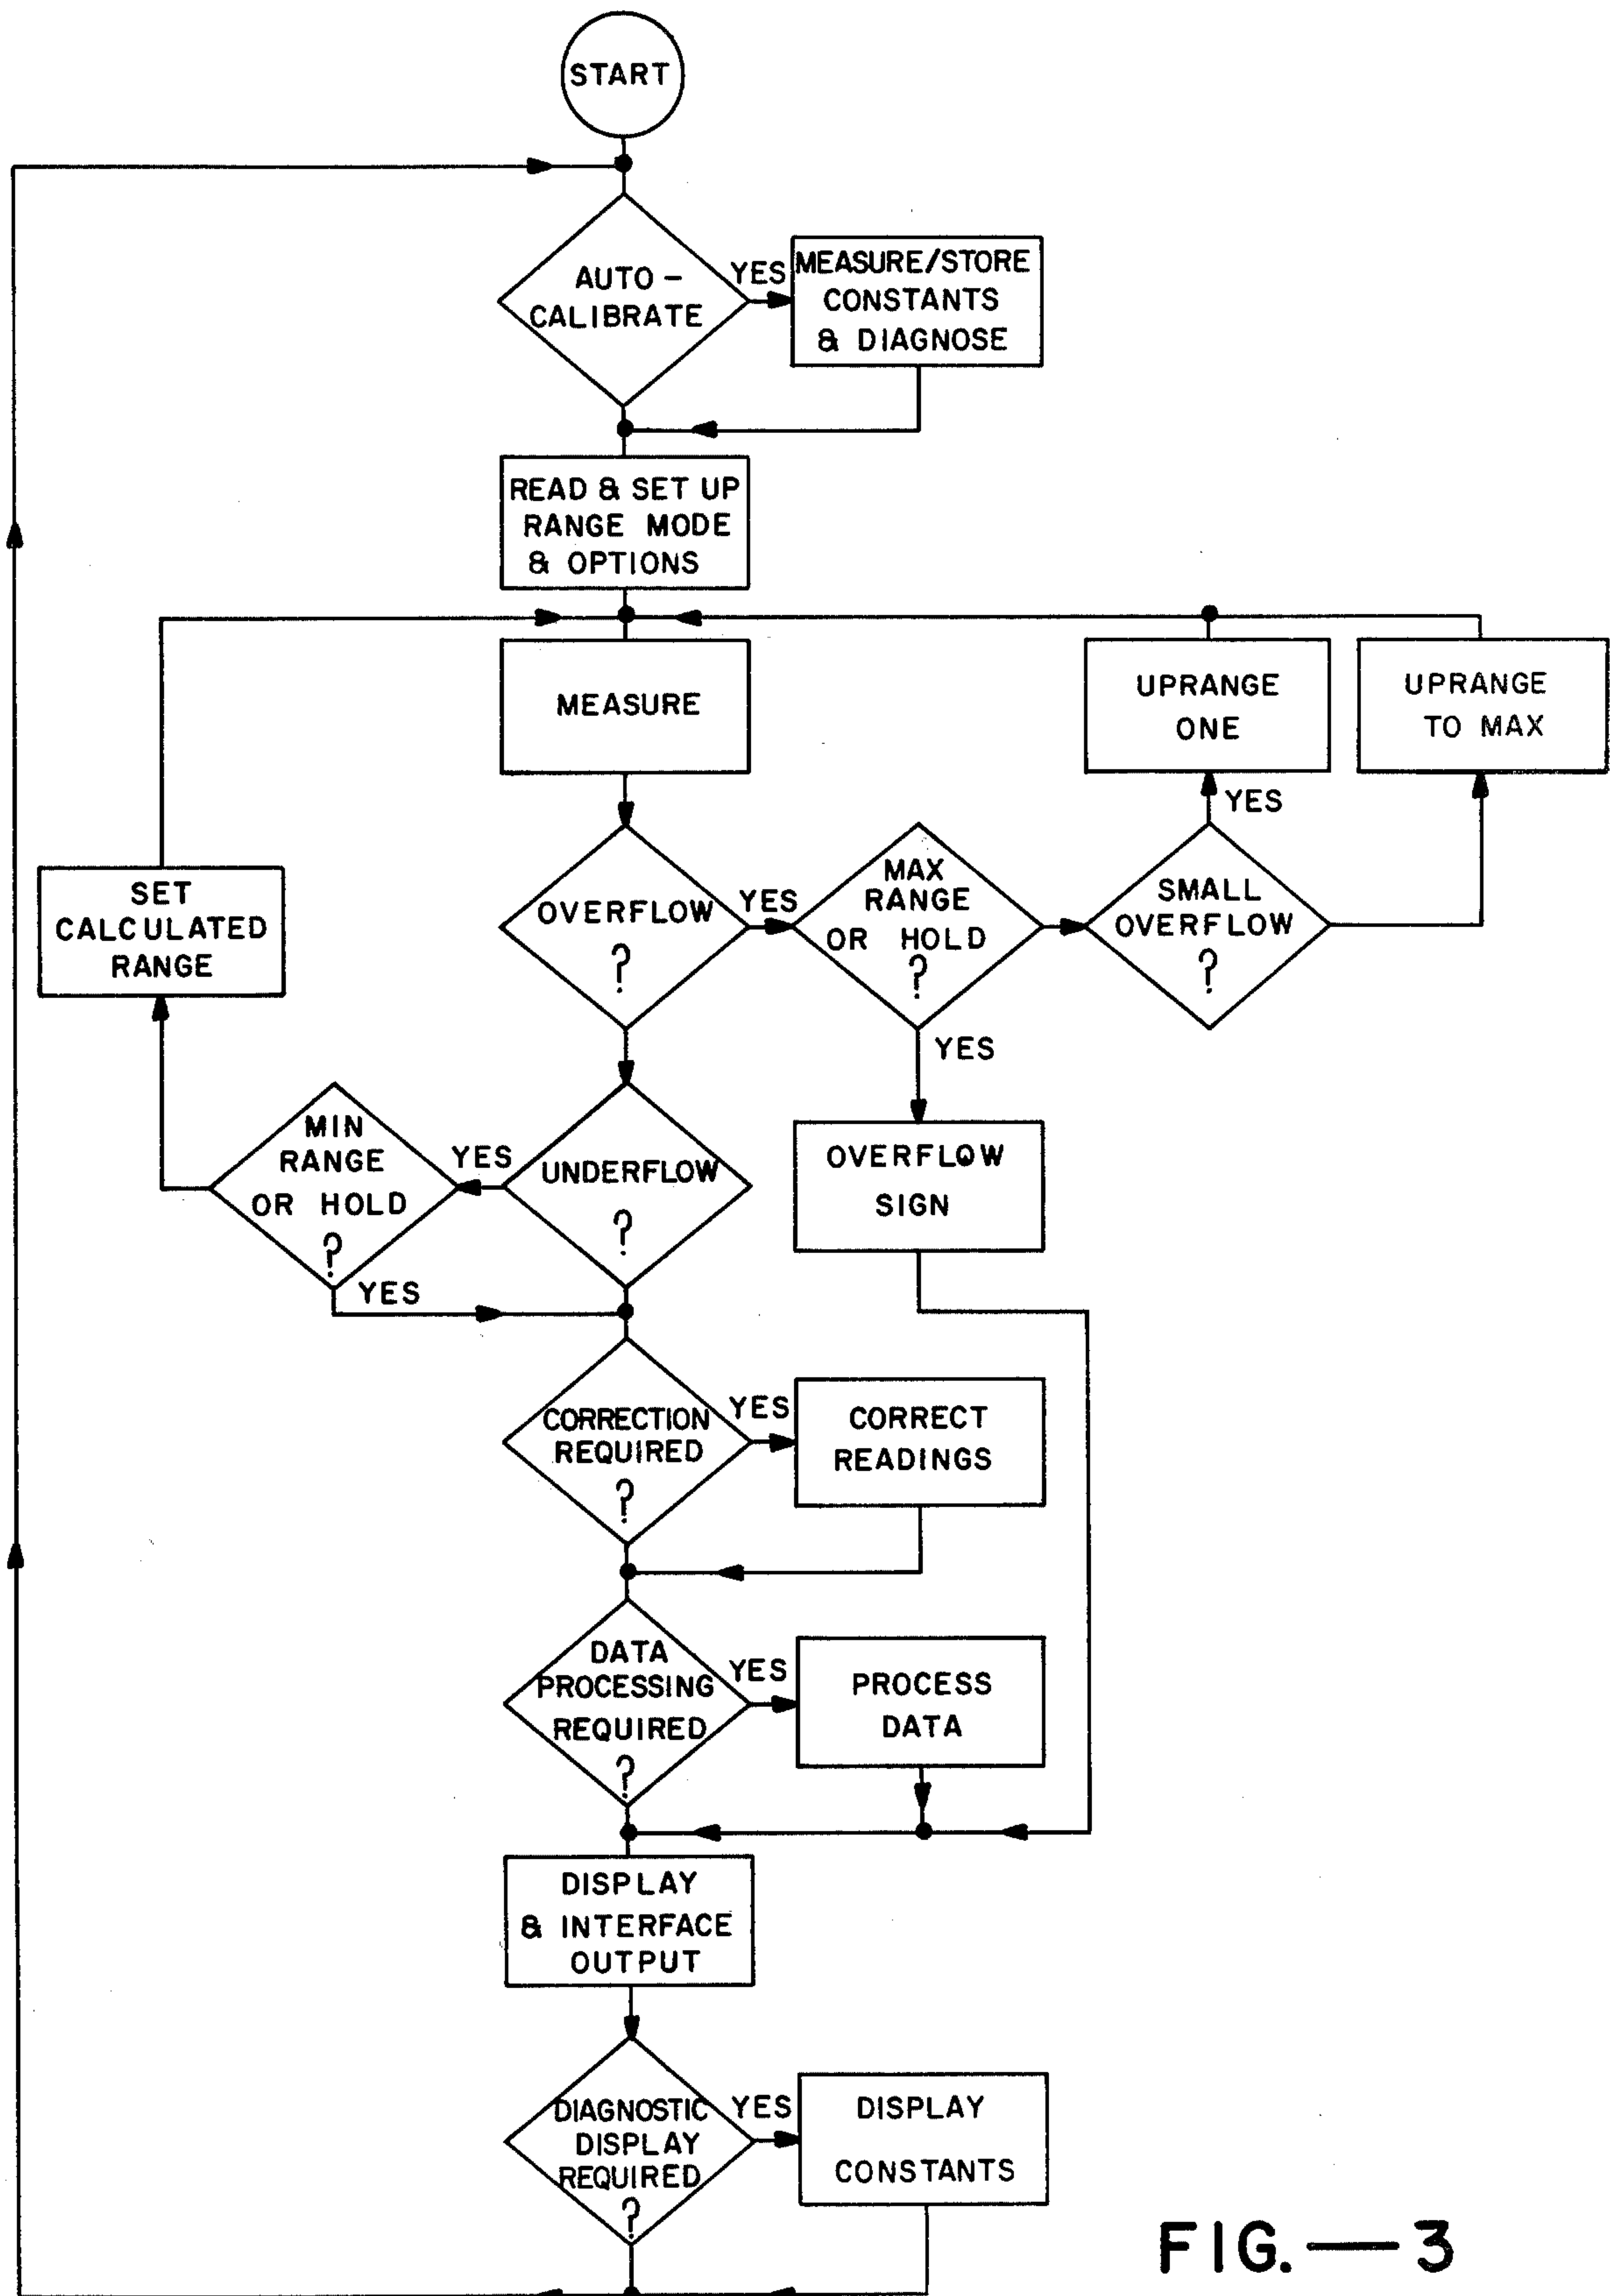 START
AUTO-
CALIBRATE
YES
MEASURE/STORE
CONSTANTS
& DIAGNOSE
READ & SET UP
RANGE MODE
& OPTIONS
MEASURE
UPRANGE
ONE
UPRANGE
TO MAX
YES
SET
CALCULATED
RANGE
OVERFLOW
?
YES
MAX
RANGE
OR HOLD
?
SMALL
OVERFLOW
?
YES
MIN
RANGE
OR HOLD
?
YES
UNDERFLOW
?
OVERFLOW
SIGN
YES
CORRECTION
REQUIRED
?
YES
CORRECT
READINGS
DATA
PROCESSING
REQUIRED
?
YES
PROCESS
DATA
DISPLAY
& INTERFACE
OUTPUT
DIAGNOSTIC
DISPLAY
REQUIRED
?
YES
DISPLAY
CONSTANTS
FIG.—3